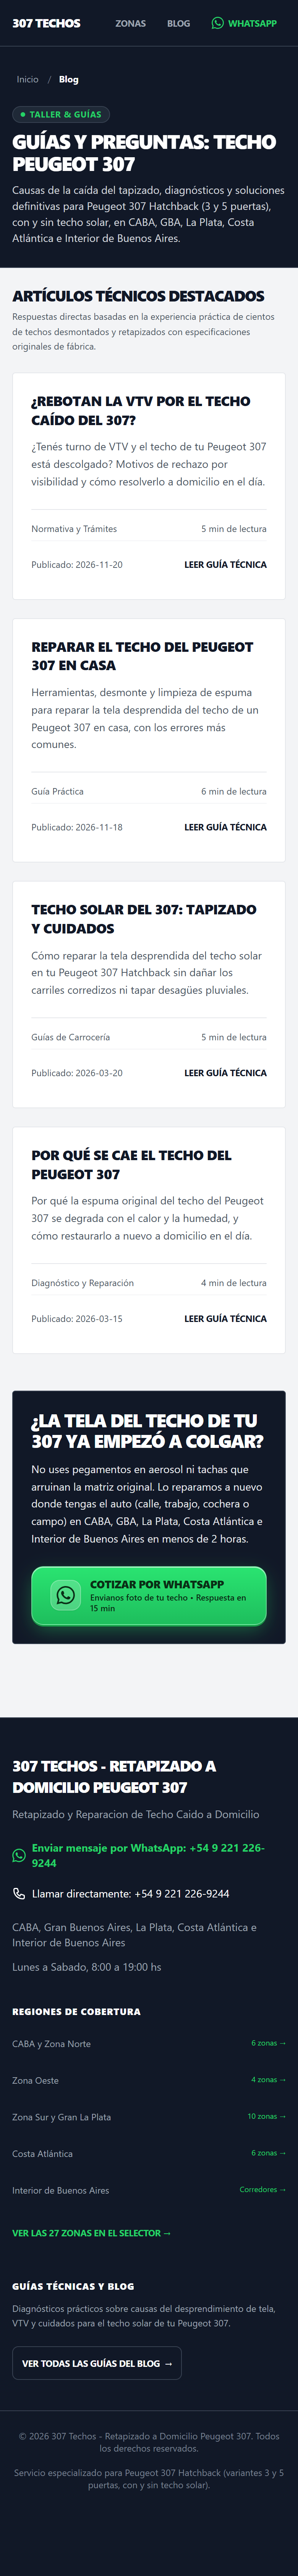 307 TECHOS ZONAS BLOG WHATSAPP
Inicio / Blog
TALLER & GUÍAS
GUÍAS Y PREGUNTAS: TECHO
PEUGEOT 307
Causas de la caída del tapizado, diagnósticos y soluciones
definitivas para Peugeot 307 Hatchback (3 y 5 puertas),
con y sin techo solar, en CABA, GBA, La Plata, Costa
Atlántica e Interior de Buenos Aires.
ARTÍCULOS TÉCNICOS DESTACADOS
Respuestas directas basadas en la experiencia práctica de cientos
de techos desmontados y retapizados con especificaciones
originales de fábrica.
¿REBOTAN LA VTV POR EL TECHO
CAÍDO DEL 307?
¿Tenés turno de VTV y el techo de tu Peugeot 307
está descolgado? Motivos de rechazo por
visibilidad y cómo resolverlo a domicilio en el día.
Normativa y Trámites 5 min de lectura
Publicado: 2026-11-20 LEER GUÍA TÉCNICA
REPARAR EL TECHO DEL PEUGEOT
307 EN CASA
Herramientas, desmonte y limpieza de espuma
para reparar la tela desprendida del techo de un
Peugeot 307 en casa, con los errores más
comunes.
Guía Práctica 6 min de lectura
Publicado: 2026-11-18 LEER GUÍA TÉCNICA
TECHO SOLAR DEL 307: TAPIZADO
Y CUIDADOS
Cómo reparar la tela desprendida del techo solar
en tu Peugeot 307 Hatchback sin dañar los
carriles corredizos ni tapar desagües pluviales.
Guías de Carrocería 5 min de lectura
Publicado: 2026-03-20 LEER GUÍA TÉCNICA
POR QUÉ SE CAE EL TECHO DEL
PEUGEOT 307
Por qué la espuma original del techo del Peugeot
307 se degrada con el calor y la humedad, y
cómo restaurarlo a nuevo a domicilio en el día.
Diagnóstico y Reparación 4 min de lectura
Publicado: 2026-03-15 LEER GUÍA TÉCNICA
¿LA TELA DEL TECHO DE TU
307 YA EMPEZÓ A COLGAR?
No uses pegamentos en aerosol ni tachas que
arruinan la matriz original. Lo reparamos a nuevo
donde tengas el auto (calle, trabajo, cochera o
campo) en CABA, GBA, La Plata, Costa Atlántica e
Interior de Buenos Aires en menos de 2 horas.
COTIZAR POR WHATSAPP
Envianos foto de tu techo • Respuesta en
15 min
307 TECHOS - RETAPIZADO A
DOMICILIO PEUGEOT 307
Retapizado y Reparacion de Techo Caido a Domicilio
Enviar mensaje por WhatsApp: +54 9 221 226-
9244
Llamar directamente: +54 9 221 226-9244
CABA, Gran Buenos Aires, La Plata, Costa Atlántica e
Interior de Buenos Aires
Lunes a Sabado, 8:00 a 19:00 hs
REGIONES DE COBERTURA
CABA y Zona Norte 6 zonas →
Zona Oeste 4 zonas →
Zona Sur y Gran La Plata 10 zonas →
Costa Atlántica 6 zonas →
Interior de Buenos Aires Corredores →
VER LAS 27 ZONAS EN EL SELECTOR →
GUÍAS TÉCNICAS Y BLOG
Diagnósticos prácticos sobre causas del desprendimiento de tela,
VTV y cuidados para el techo solar de tu Peugeot 307.
VER TODAS LAS GUÍAS DEL BLOG →
© 2026 307 Techos - Retapizado a Domicilio Peugeot 307. Todos
los derechos reservados.
Servicio especializado para Peugeot 307 Hatchback (variantes 3 y 5
puertas, con y sin techo solar).